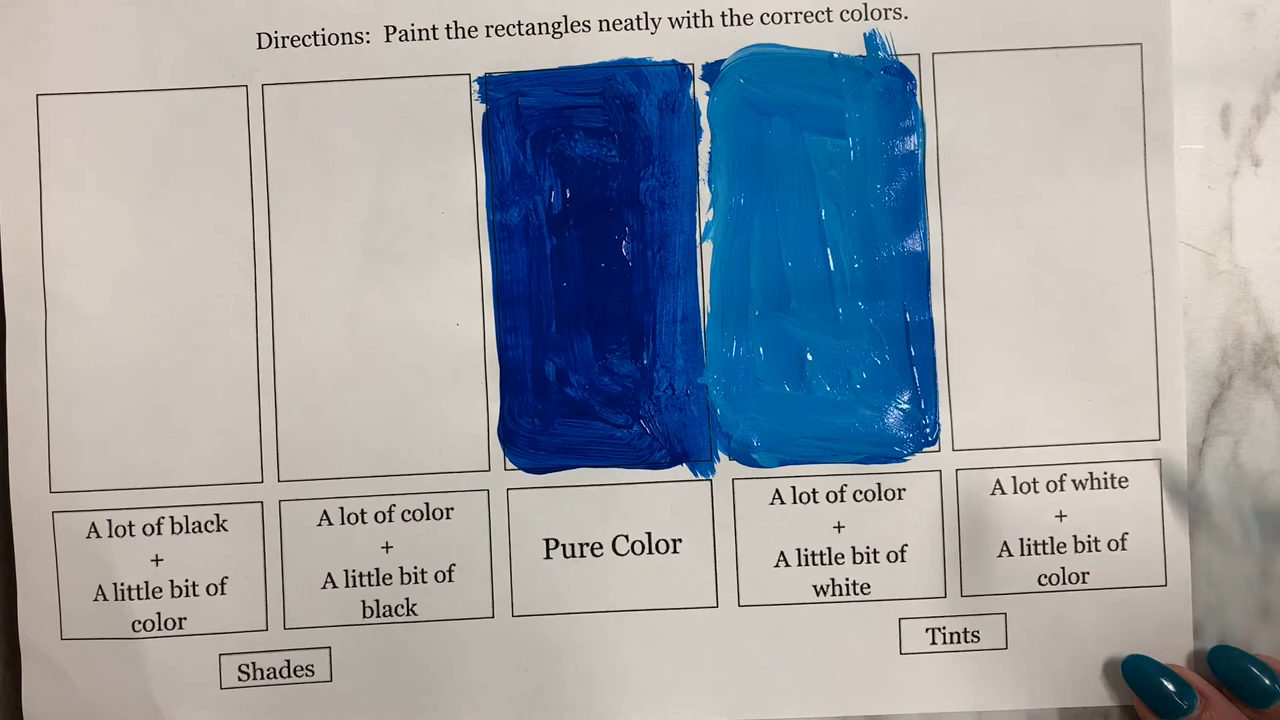 Directions: Paint the rectangles neatly with the correct colors.
A lot of black
+
A little bit of
color
A lot of color
+
A little bit of
black
Pure Color
A lot of color
+
A little bit of
white
A lot of white
+
A little bit of
color
Shades
Tints